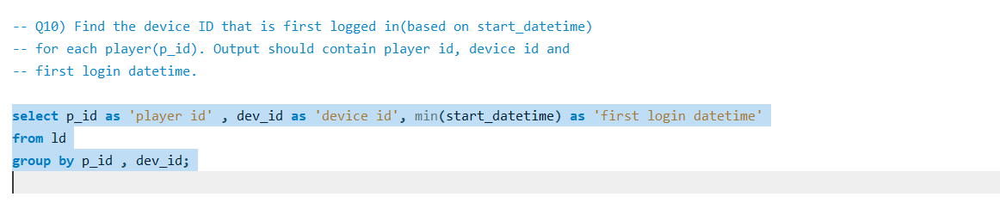 -- Q10) Find the device ID that is first logged in(based on start_datetime)
-- for each player(p_id). Output should contain player id, device id and
-- first login datetime.
select p_id as 'player id' , dev_id as 'device id', min(start_datetime) as 'first login datetime'
from ld
group by p_id , dev_id;